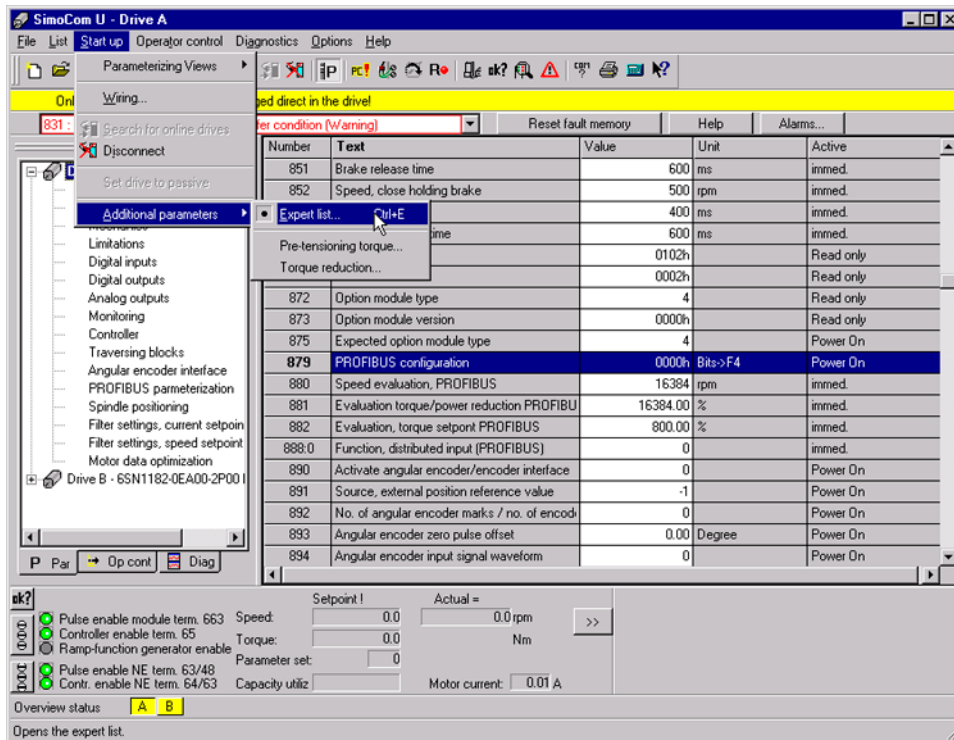 SimoCom U - Drive A
File List Start up Operator control Diagnostics Options Help
Parameterizing Views
Wiring...
Search for online drives
Disconnect
Set drive to passive
Additional parameters
Expert list... Ctrl+E
Pre-tensioning torque...
Torque reduction...
ged direct in the drive!
831 : er condition (Warning) Reset fault memory Help Alarms...
Number Text Value Unit Active
851 Brake release time 600 ms immed.
852 Speed, close holding brake 500 rpm immed.
400 ms immed.
ime 600 ms immed.
0102h Read only
0002h Read only
872 Option module type 4 Read only
873 Option module version 0000h Read only
875 Expected option module type 4 Power On
879 PROFIBUS configuration 0000h Bits->F4 Power On
880 Speed evaluation, PROFIBUS 16384 rpm immed.
881 Evaluation torque/power reduction PROFIBU 16384.00 % immed.
882 Evaluation, torque setpont PROFIBUS 800.00 % immed.
888:0 Function, distributed input (PROFIBUS) 0 immed.
890 Activate angular encoder/encoder interface 0 Power On
891 Source, external position reference value -1 Power On
892 No. of angular encoder marks / no. of encod 0 Power On
893 Angular encoder zero pulse offset 0.00 Degree Power On
894 Angular encoder input signal waveform 0 Power On
Limitations
Digital inputs
Digital outputs
Analog outputs
Monitoring
Controller
Traversing blocks
Angular encoder interface
PROFIBUS parmeterization
Spindle positioning
Filter settings, current setpoin
Filter settings, speed setpoint
Motor data optimization
Drive B - 6SN1182-0EA00-2P00
P Par Op cont Diag
ok?
Setpoint ! Actual =
Pulse enable module term. 663 Speed: 0.0 0.0 rpm >>
Controller enable term. 65 Torque: 0.0 Nm
Ramp-function generator enable
Parameter set: 0
Pulse enable NE term. 63/48
Contr. enable NE term. 64/63 Capacity utiliz Motor current: 0.01 A
Overview status A B
Opens the expert list.